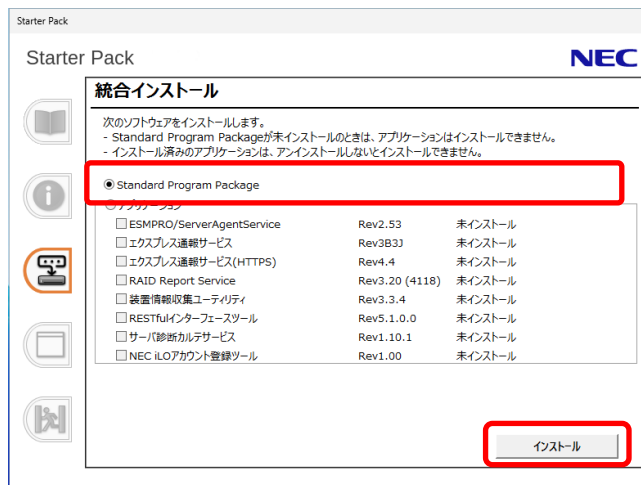 Starter Pack
Starter Pack NEC
統合インストール
次のソフトウェアをインストールします。
- Standard Program Packageが未インストールのときは、アプリケーションはインストールできません。
- インストール済みのアプリケーションは、アンインストールしないとインストールできません。
Standard Program Package
アプリケーション
ESMPRO/ServerAgentService Rev2.53 未インストール
エクスプレス通報サービス Rev3B3J 未インストール
エクスプレス通報サービス(HTTPS) Rev4.4 未インストール
RAID Report Service Rev3.20 (4118) 未インストール
装置情報収集ユーティリティ Rev3.3.4 未インストール
RESTfulインターフェースツール Rev5.1.0.0 未インストール
サーバ診断カルテサービス Rev1.10.1 未インストール
NEC iLOアカウント登録ツール Rev1.00 未インストール
インストール